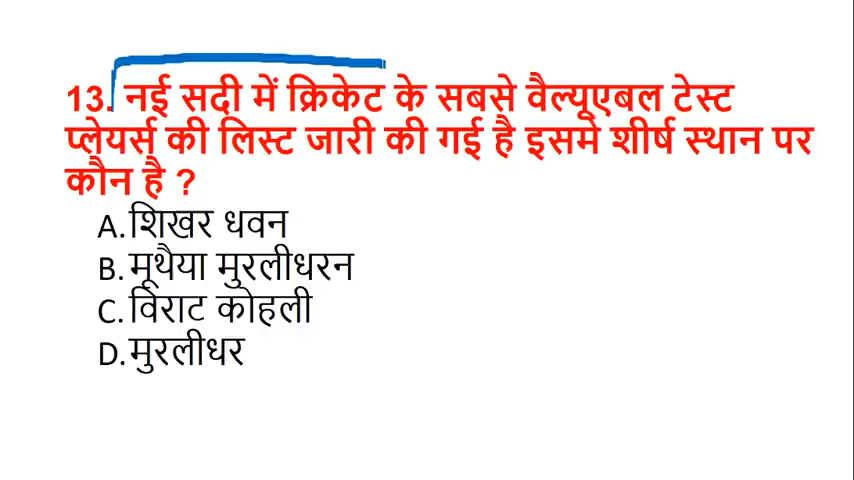 13. नई सदी में क्रिकेट के सबसे वैल्यूएबल टेस्ट
प्लेयर्स की लिस्ट जारी की गई है इसमे शीर्ष स्थान पर
कौन है ?
A. शिखर धवन
B. मूथैया मुरलीधरन
C. विराट कोहली
D. मुरलीधर